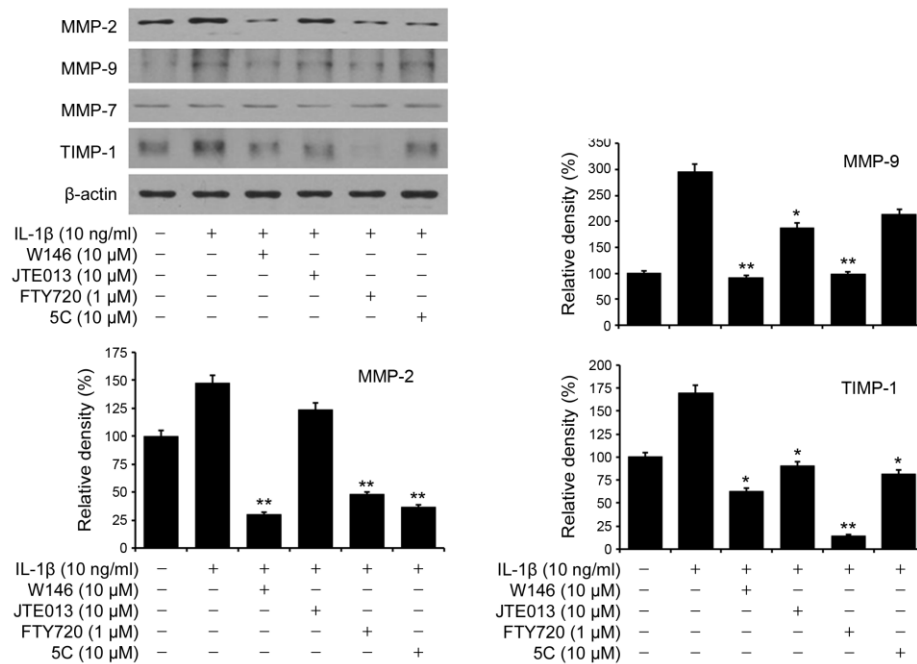 MMP-2
MMP-9
MMP-7
TIMP-1
β-actin
IL-1β (10 ng/ml) – + + + + +
W146 (10 μM) – – + – – –
JTE013 (10 μM) – – – + – –
FTY720 (1 μM) – – – – + –
5C (10 μM) – – – – – +
MMP-2
Relative density (%)
175
150
125
100
75
50
25
0
** ** **
IL-1β (10 ng/ml) – + + + + +
W146 (10 μM) – – + – – –
JTE013 (10 μM) – – – + – –
FTY720 (1 μM) – – – – + –
5C (10 μM) – – – – – +
MMP-9
Relative density (%)
350
300
250
200
150
100
50
0
** * **
TIMP-1
Relative density (%)
200
175
150
125
100
75
50
25
0
* * ** *
IL-1β (10 ng/ml) – + + + + +
W146 (10 μM) – – + – – –
JTE013 (10 μM) – – – + – –
FTY720 (1 μM) – – – – + –
5C (10 μM) – – – – – +